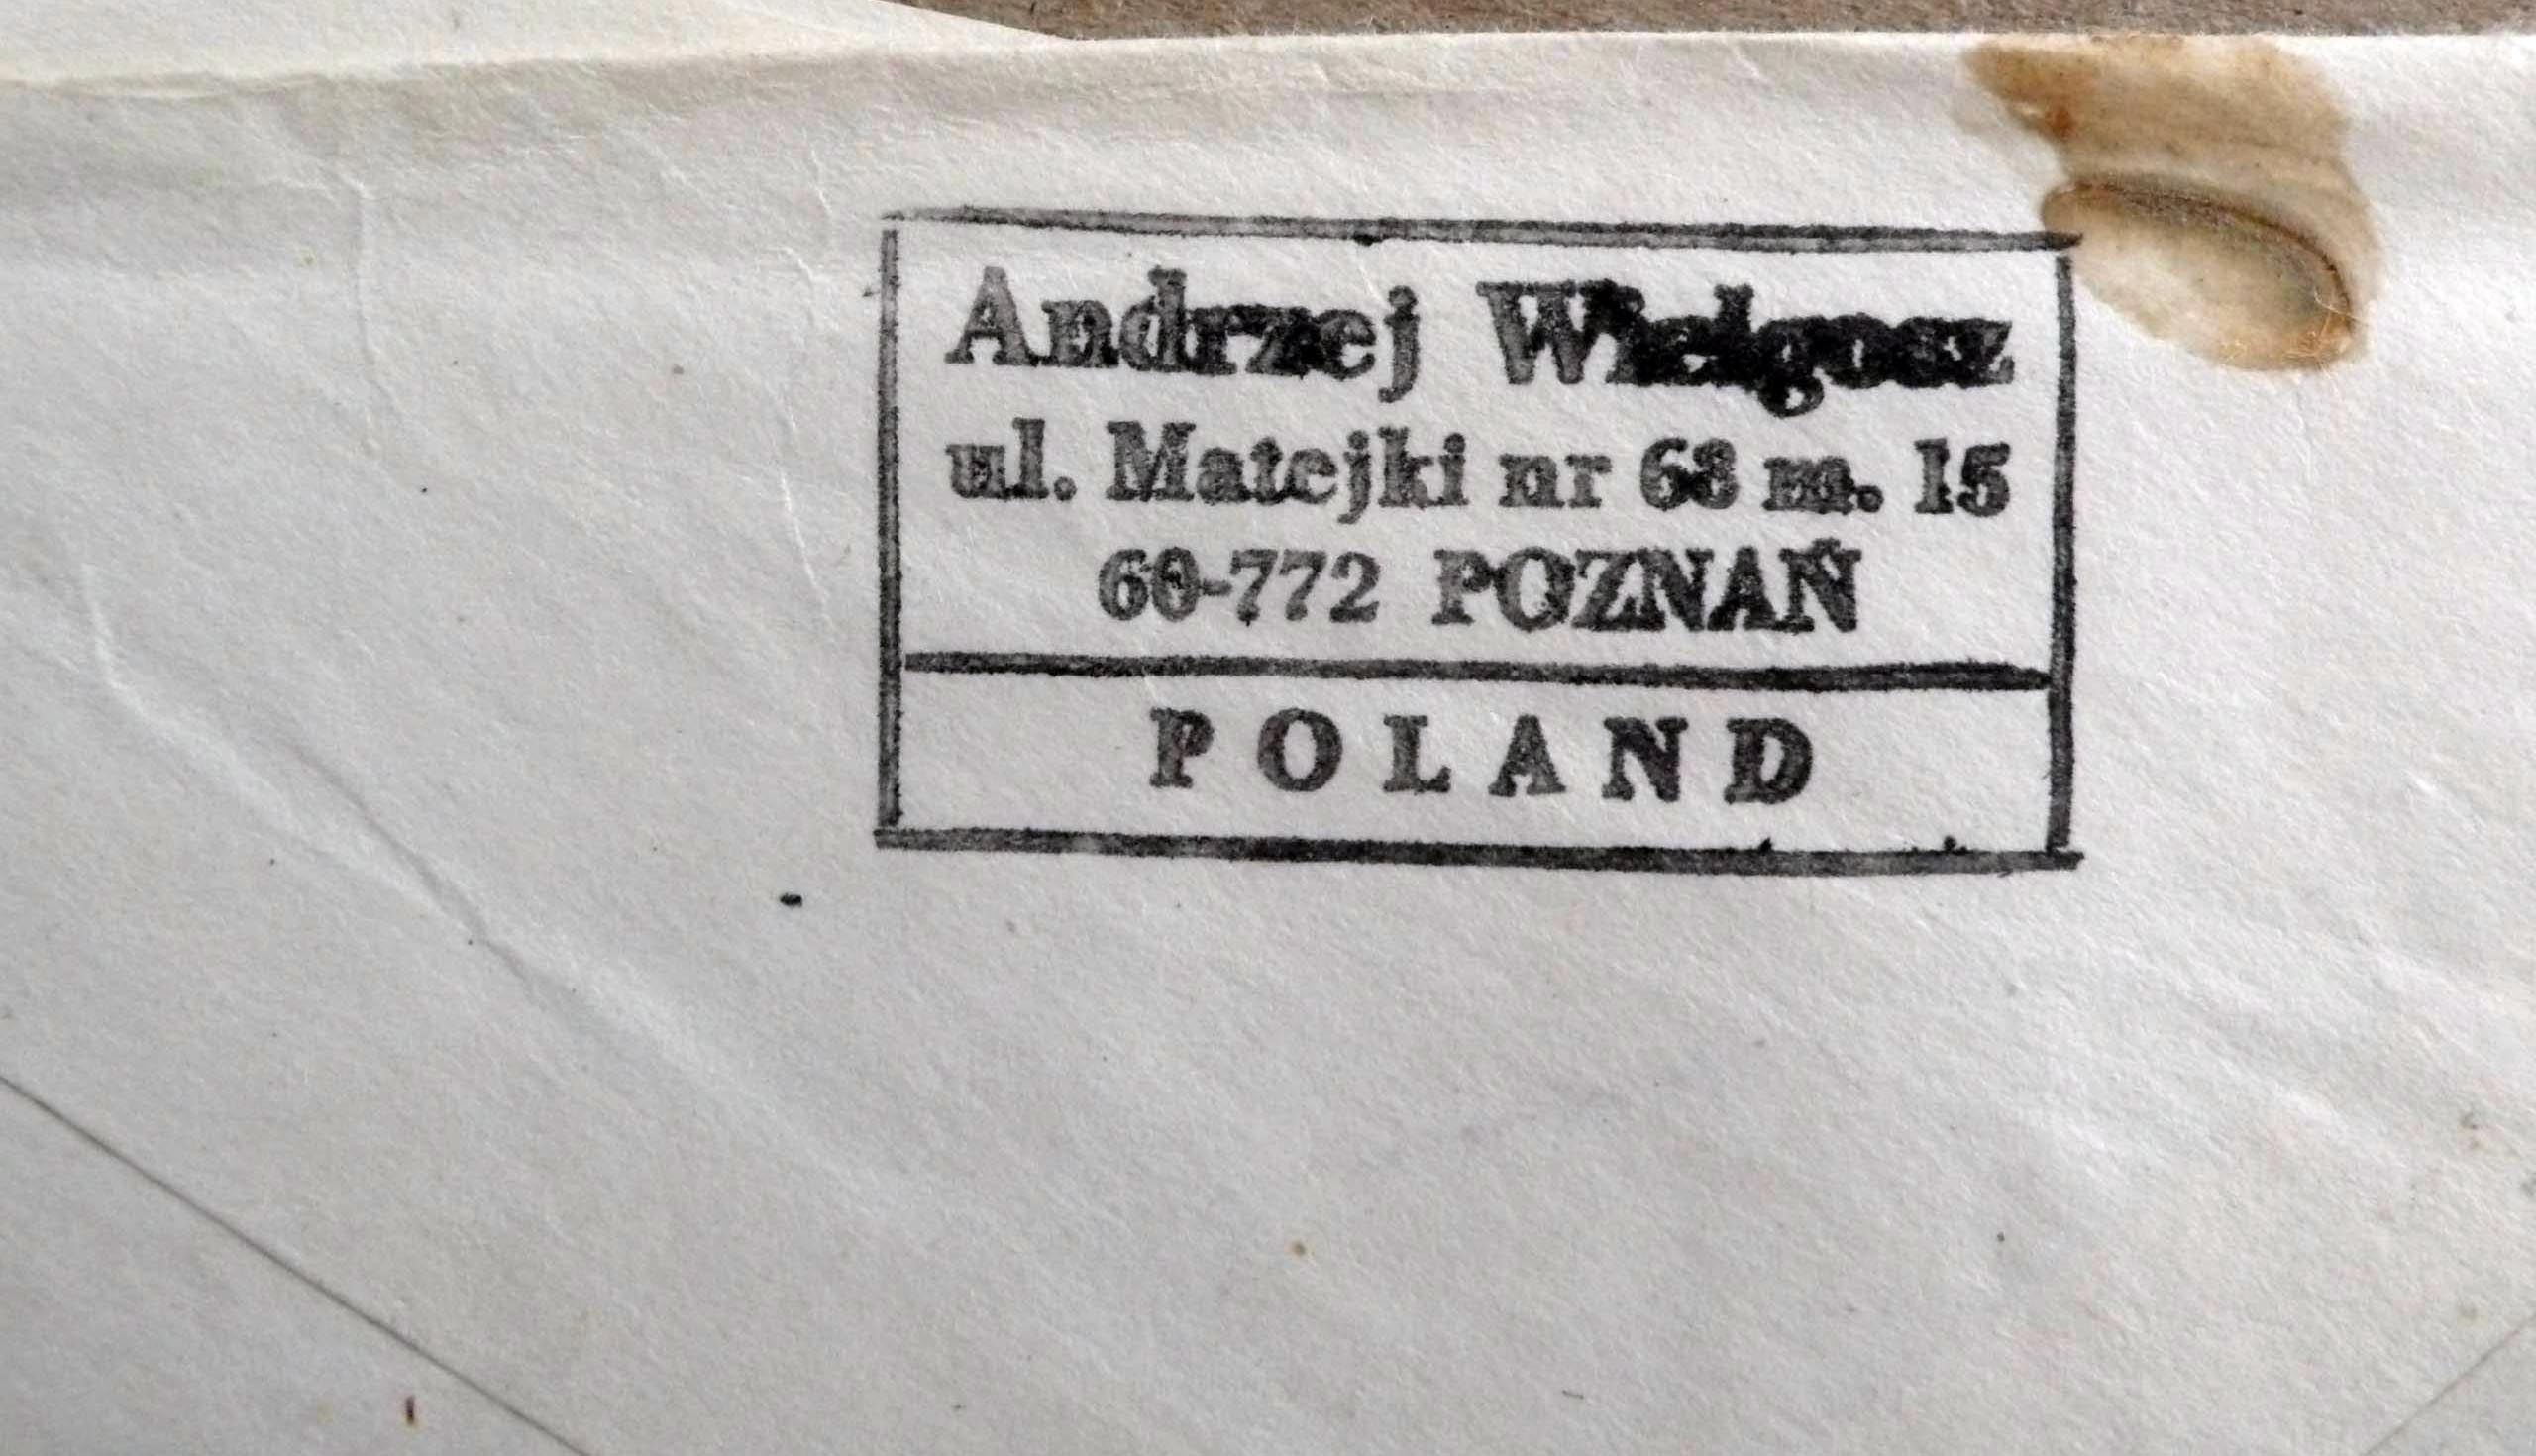 Andrzej Wielgosz
ul. Matejki nr 68 m. 15
60-772 POZNAŃ
POLAND